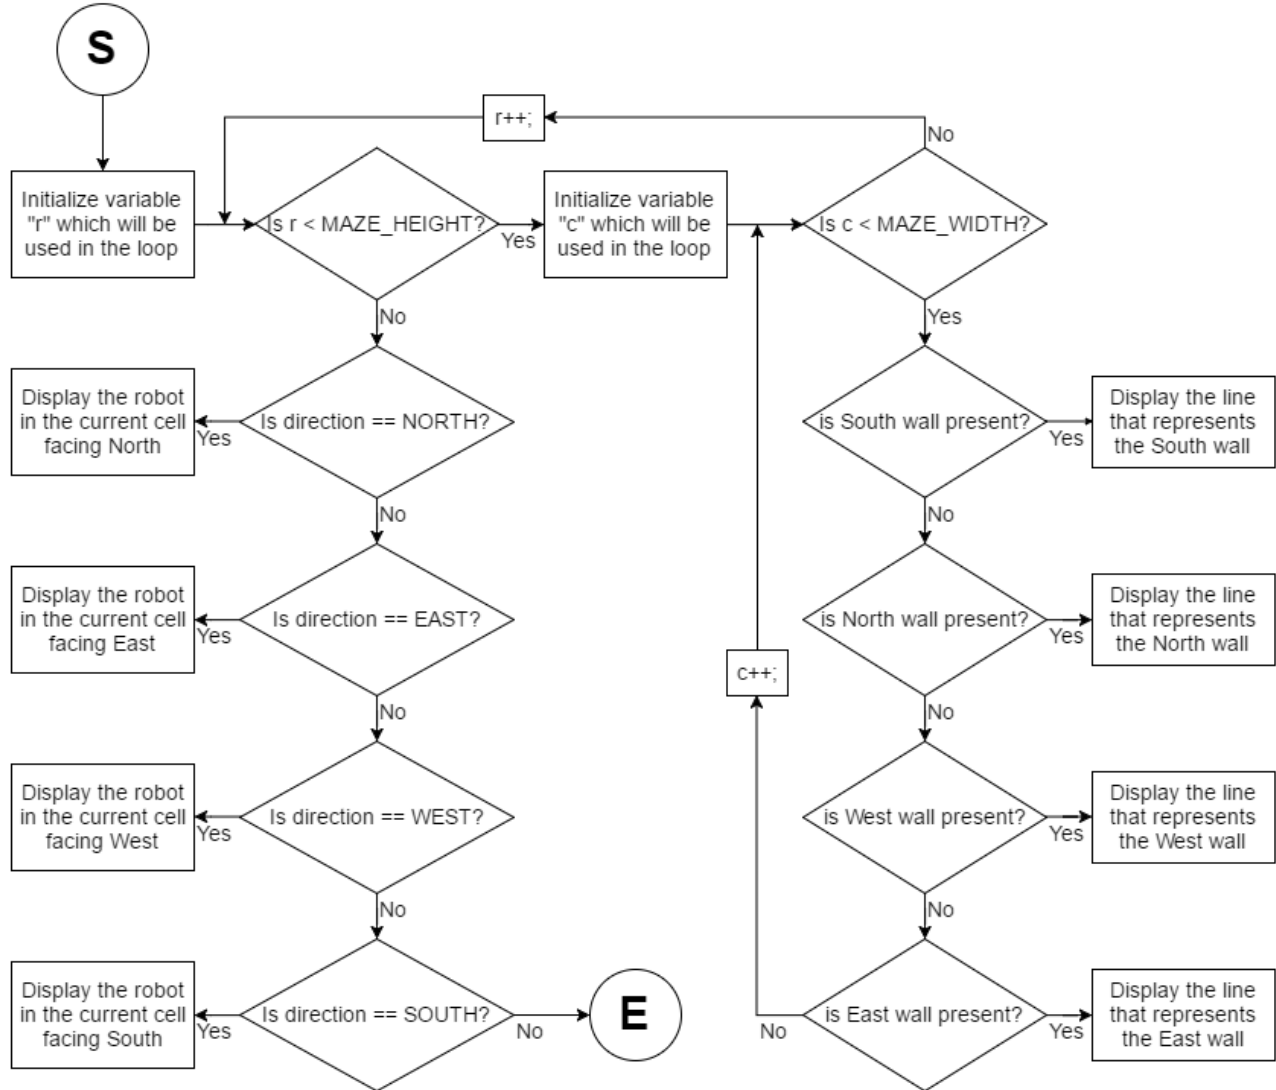 S
r++;
No
Initialize variable
"r" which will be
used in the loop
Is r < MAZE_HEIGHT?
Yes
Initialize variable
"c" which will be
used in the loop
Is c < MAZE_WIDTH?
No
Yes
Display the robot
in the current cell
facing North
Yes
Is direction == NORTH?
is South wall present?
Yes
Display the line
that represents
the South wall
No
No
Display the robot
in the current cell
facing East
Yes
Is direction == EAST?
is North wall present?
Yes
Display the line
that represents
the North wall
c++;
No
No
Display the robot
in the current cell
facing West
Yes
Is direction == WEST?
is West wall present?
Yes
Display the line
that represents
the West wall
No
No
Display the robot
in the current cell
facing South
Yes
Is direction == SOUTH?
No
E
No
is East wall present?
Yes
Display the line
that represents
the East wall